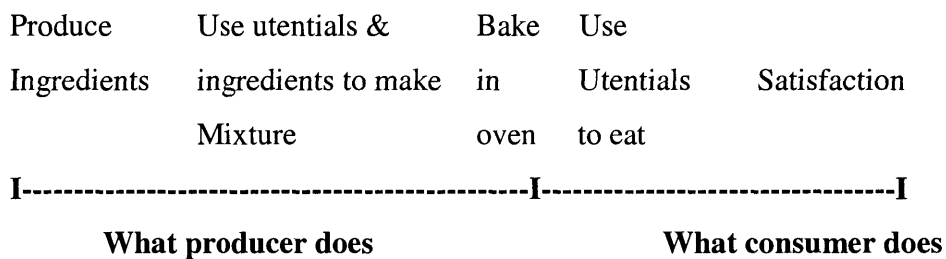 Produce Use utentials & Bake Use
Ingredients ingredients to make in Utentials Satisfaction
Mixture oven to eat
I--------------------------------------------I-------------------------------I
What producer does What consumer does